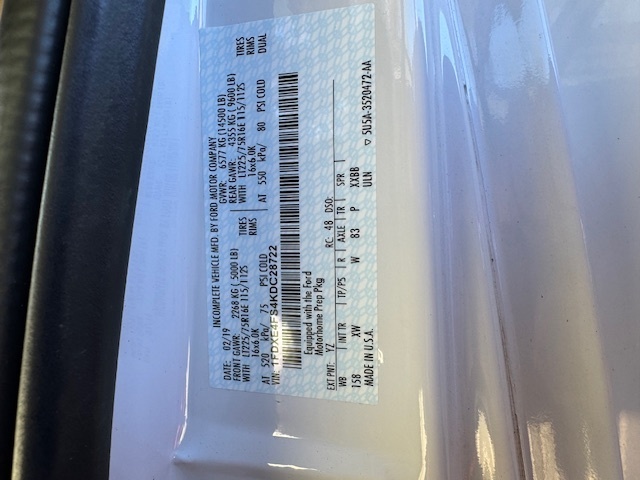 INCOMPLETE VEHICLE MFD. BY FORD MOTOR COMPANY
DATE: 02/19 GVWR: 6577 KG (14500 LB)
FRONT GAWR: 2268 KG (5000 LB) REAR GAWR: 4355 KG (9600 LB)
WITH LT225/75R16E 115/112S TIRES WITH LT225/75R16E 115/112S TIRES
16x6.0K RIMS 16x6.0K RIMS
AT 520 kPa/ 75 PSI COLD AT 550 kPa/ 80 PSI COLD DUAL
VIN: 1FDXE4FS4KDC28722
Equipped with the Ford
Motorhome Prep Pkg
EXT PNT: YZ RC: 48 DSO:
WB INT TR TP/PS R AXLE TR SPR
158 XW W 83 P XXBB
MADE IN U.S.A. ULN
▽ 5U5A-3520472-AA